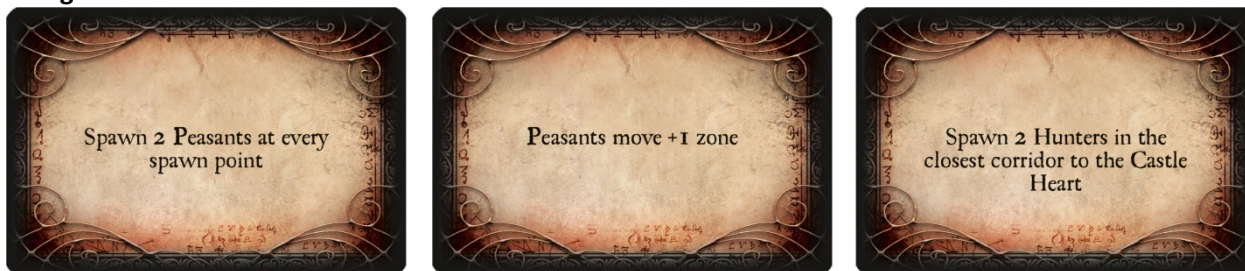 Spawn 2 Peasants at every
spawn point
Peasants move +1 zone
Spawn 2 Hunters in the
closest corridor to the Castle
Heart